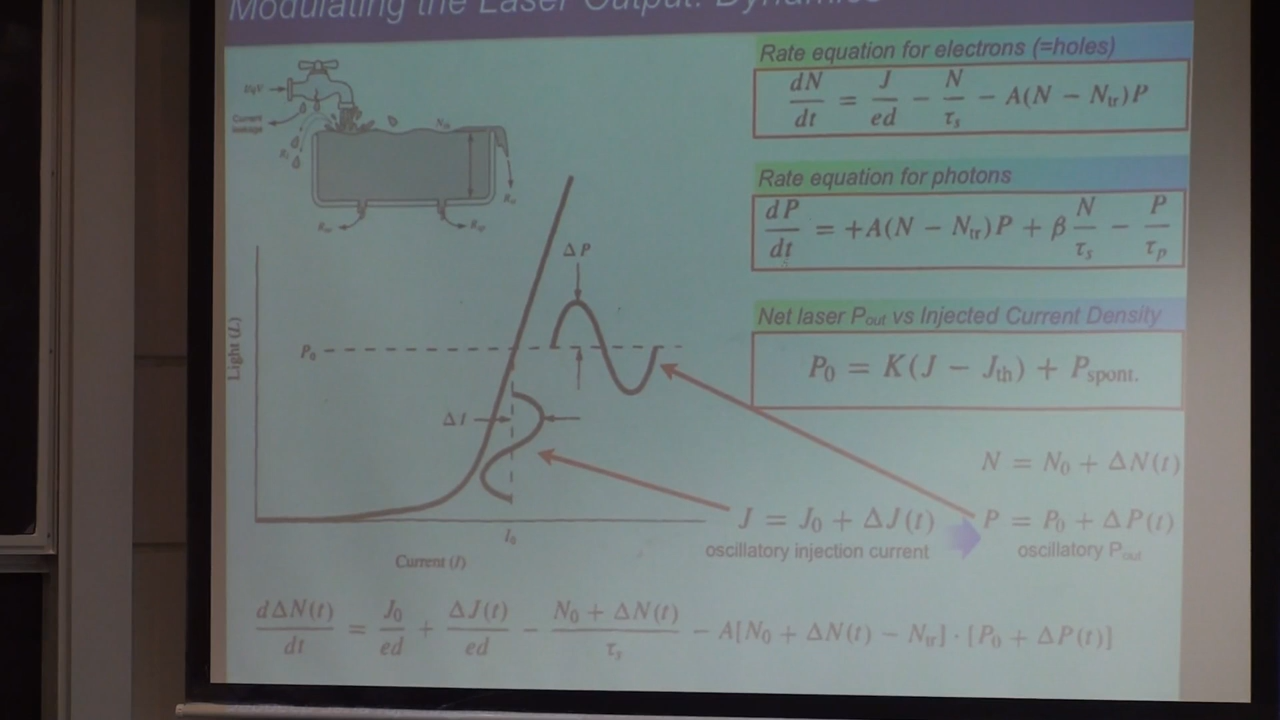 Modulating the Laser Output: Dynamics
Current
leakage
Light (L)
P₀
ΔP
ΔI
I₀
Current (I)
Rate equation for electrons (=holes)
dN/dt = J/ed − N/τₛ − A(N − Nₜᵣ)P
Rate equation for photons
dP/dt = +A(N − Nₜᵣ)P + β N/τₛ − P/τₚ
Net laser Pout vs Injected Current Density
P₀ = K(J − Jth) + Pspont.
N = N₀ + ΔN(t)
J = J₀ + ΔJ(t) P = P₀ + ΔP(t)
oscillatory injection current oscillatory Pout
dΔN(t)/dt = J₀/ed + ΔJ(t)/ed − (N₀ + ΔN(t))/τₛ − A[N₀ + ΔN(t) − Nₜᵣ] · [P₀ + ΔP(t)]